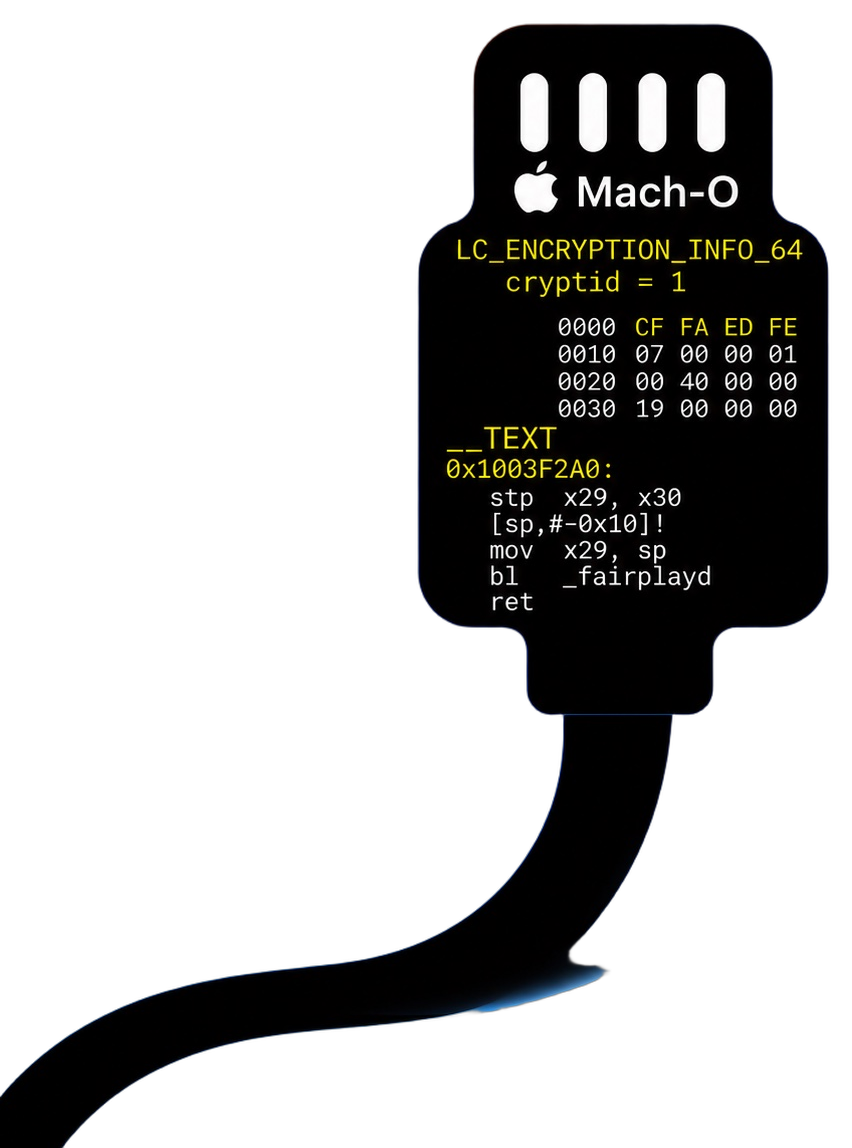 Mach-O
LC_ENCRYPTION_INFO_64
cryptid = 1
0000 CF FA ED FE
0010 07 00 00 01
0020 00 40 00 00
0030 19 00 00 00
__TEXT
0x1003F2A0:
stp x29, x30
[sp,#-0x10]!
mov x29, sp
bl _fairplayd
ret